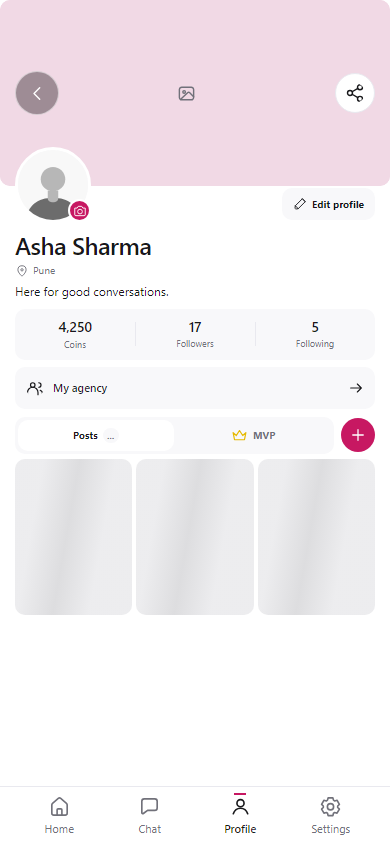 Edit profile
Asha Sharma
Pune
Here for good conversations.
4,250
Coins
17
Followers
5
Following
My agency
Posts ...
MVP
Home
Chat
Profile
Settings